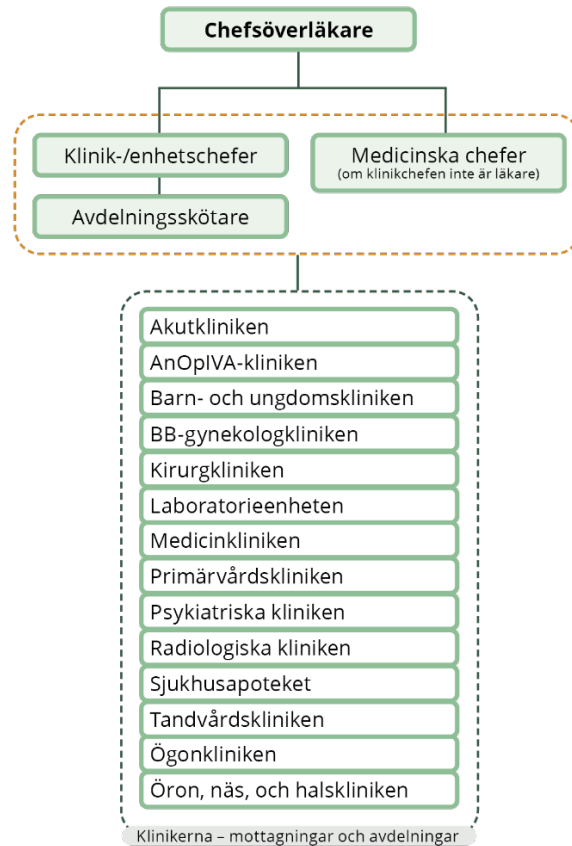 Chefsöverläkare
Klinik-/enhetschefer
Medicinska chefer
(om klinikchefen inte är läkare)
Avdelningsskötare
Akutkliniken
AnOpIVA-kliniken
Barn- och ungdomskliniken
BB-gynekologkliniken
Kirurgkliniken
Laboratorieenheten
Medicinkliniken
Primärvårdskliniken
Psykiatriska kliniken
Radiologiska kliniken
Sjukhusapoteket
Tandvårdskliniken
Ögonkliniken
Öron, näs, och halskliniken
Klinikerna – mottagningar och avdelningar